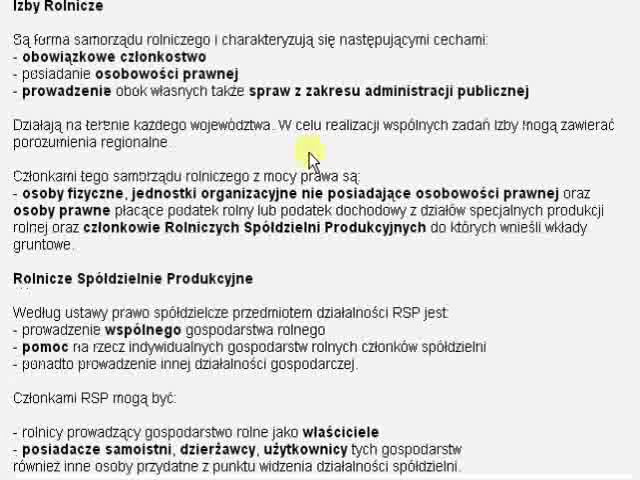 Izby Rolnicze
Są forma samorządu rolniczego i charakteryzują się następującymi cechami:
- obowiązkowe członkostwo
- posiadanie osobowości prawnej
- prowadzenie obok własnych także spraw z zakresu administracji publicznej
Działają na terenie każdego województwa. W celu realizacji wspólnych zadań Izby mogą zawierać
porozumienia regionalne.
Członkami tego samorządu rolniczego z mocy prawa są:
- osoby fizyczne, jednostki organizacyjne nie posiadające osobowości prawnej oraz
osoby prawne płacące podatek rolny lub podatek dochodowy z działów specjalnych produkcji
rolnej oraz członkowie Rolniczych Spółdzielni Produkcyjnych do których wnieśli wkłady
gruntowe.
Rolnicze Spółdzielnie Produkcyjne
Według ustawy prawo spółdzielcze przedmiotem działalności RSP jest:
- prowadzenie wspólnego gospodarstwa rolnego
- pomoc na rzecz indywidualnych gospodarstw rolnych członków spółdzielni
- ponadto prowadzenie innej działalności gospodarczej.
Członkami RSP mogą być:
- rolnicy prowadzący gospodarstwo rolne jako właściciele
- posiadacze samoistni, dzierżawcy, użytkownicy tych gospodarstw
również inne osoby przydatne z punktu widzenia działalności spółdzielni.